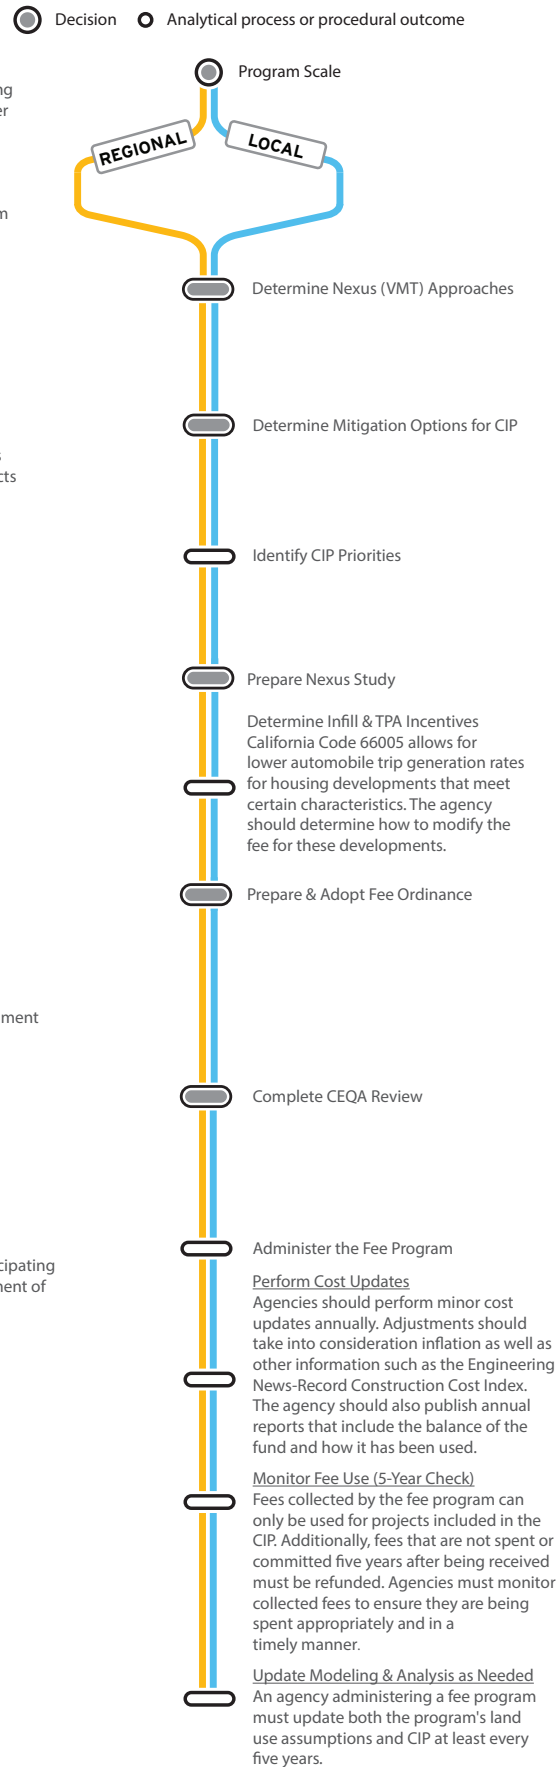 Decision
Analytical process or procedural outcome
Program Scale
REGIONAL
LOCAL
Determine Nexus (VMT) Approaches
Determine Mitigation Options for CIP
Identify CIP Priorities
Prepare Nexus Study
Determine Infill & TPA Incentives
California Code 66005 allows for
lower automobile trip generation rates
for housing developments that meet
certain characteristics. The agency
should determine how to modify the
fee for these developments.
Prepare & Adopt Fee Ordinance
Complete CEQA Review
Administer the Fee Program
Perform Cost Updates
Agencies should perform minor cost
updates annually. Adjustments should
take into consideration inflation as well as
other information such as the Engineering
News-Record Construction Cost Index.
The agency should also publish annual
reports that include the balance of the
fund and how it has been used.
Monitor Fee Use (5-Year Check)
Fees collected by the fee program can
only be used for projects included in the
CIP. Additionally, fees that are not spent or
committed five years after being received
must be refunded. Agencies must monitor
collected fees to ensure they are being
spent appropriately and in a
timely manner.
Update Modeling & Analysis as Needed
An agency administering a fee program
must update both the program's land
use assumptions and CIP at least every
five years.